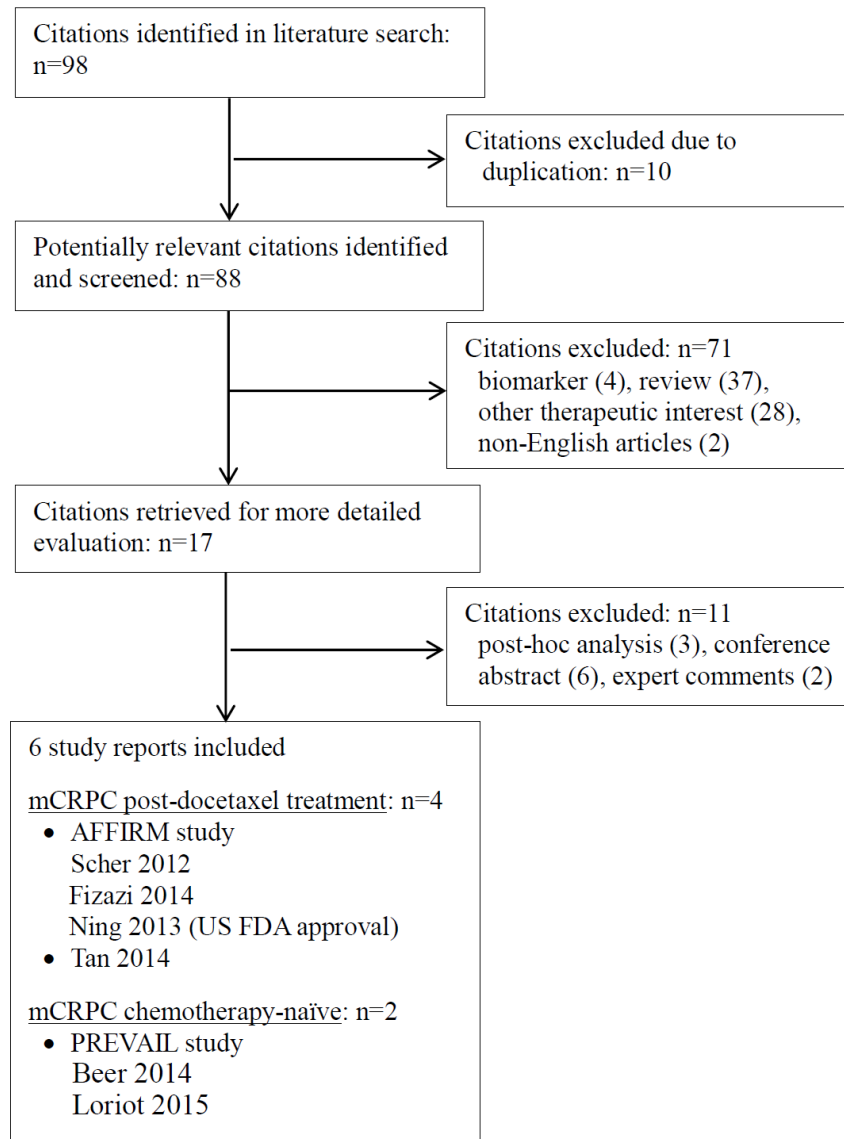 Citations identified in literature search:
n=98
Citations excluded due to
duplication: n=10
Potentially relevant citations identified
and screened: n=88
Citations excluded: n=71
biomarker (4), review (37),
other therapeutic interest (28),
non-English articles (2)
Citations retrieved for more detailed
evaluation: n=17
Citations excluded: n=11
post-hoc analysis (3), conference
abstract (6), expert comments (2)
6 study reports included
mCRPC post-docetaxel treatment: n=4
• AFFIRM study
Scher 2012
Fizazi 2014
Ning 2013 (US FDA approval)
• Tan 2014
mCRPC chemotherapy-naïve: n=2
• PREVAIL study
Beer 2014
Loriot 2015